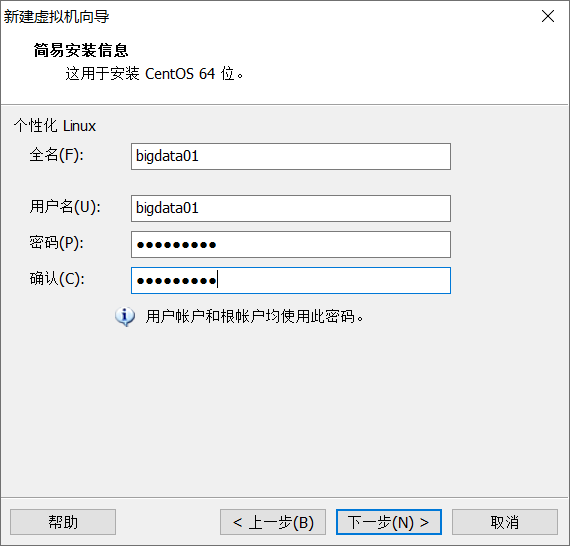 新建虚拟机向导
简易安装信息
这用于安装 CentOS 64 位。
个性化 Linux
全名(F): bigdata01
用户名(U): bigdata01
密码(P): ●●●●●●●●●
确认(C): ●●●●●●●●●
用户帐户和根帐户均使用此密码。
帮助 < 上一步(B) 下一步(N) > 取消